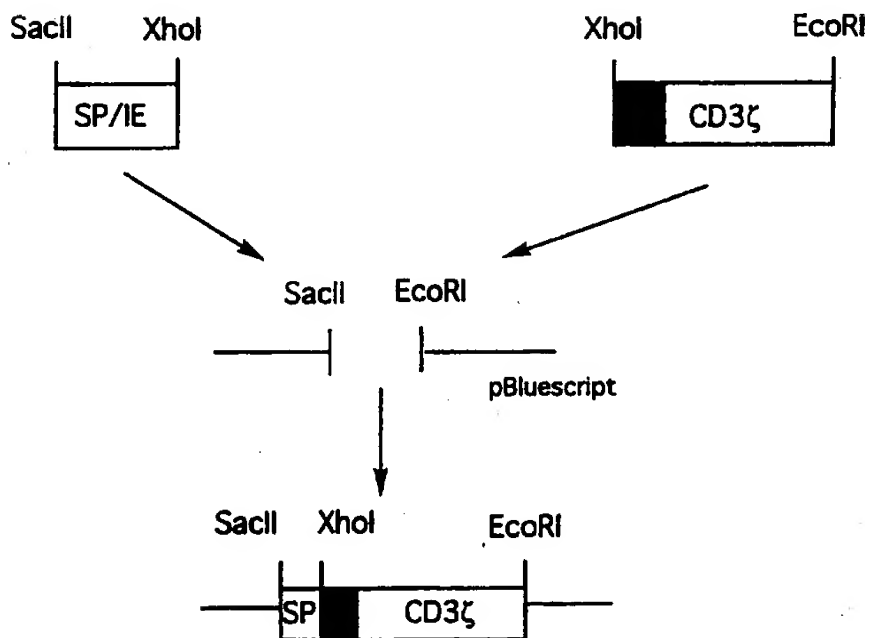 SacII XhoI XhoI EcoRI
SP/IE CD3ζ
SacII EcoRI
pBluescript
SacII XhoI EcoRI
SP CD3ζ